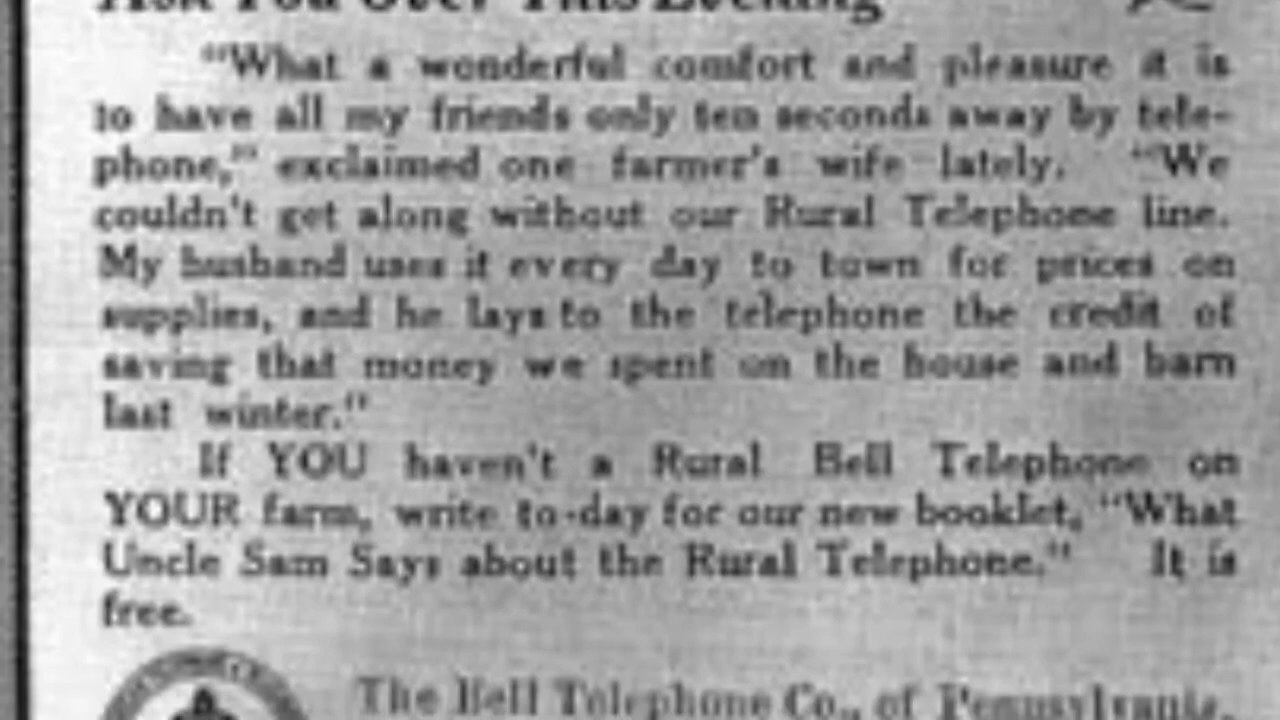 Ask You Over This Evening
"What a wonderful comfort and pleasure it is
to have all my friends only ten seconds away by tele-
phone," exclaimed one farmer's wife lately. "We
couldn't get along without our Rural Telephone line.
My husband uses it every day to town for prices on
supplies, and he lays to the telephone the credit of
saving that money we spent on the house and barn
last winter."
If YOU haven't a Rural Bell Telephone on
YOUR farm, write to-day for our new booklet, "What
Uncle Sam Says about the Rural Telephone." It is
free.
The Bell Telephone Co., of Pennsylvania,